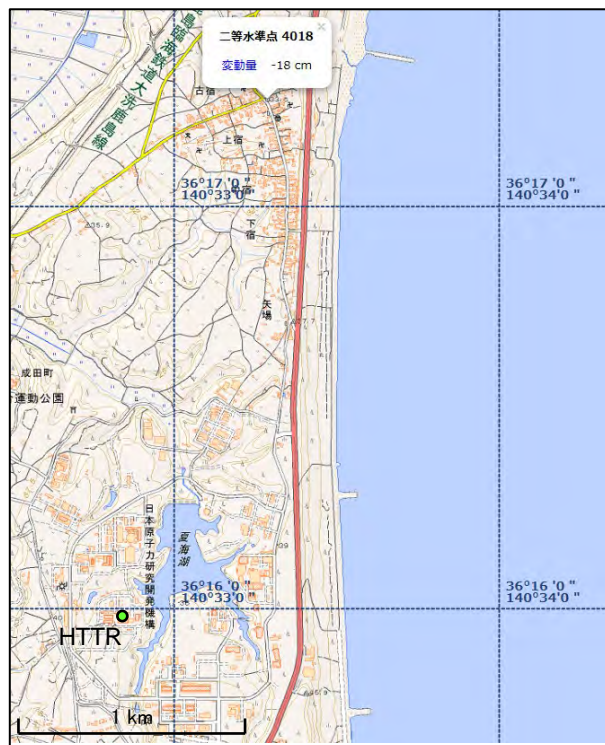 二等水準点 4018
×
変動量 -18 cm
鹿島臨海鉄道大洗鹿島線
古宿
上宿
36°17 '0 "
140°33 '0 "
36°17 '0 "
140°34 '0 "
下宿
矢場
成田町
運動公園
日本原子力研究開発機構
夏海湖
36°16 '0 "
140°33 '0 "
36°16 '0 "
140°34 '0 "
HTTR
1 km